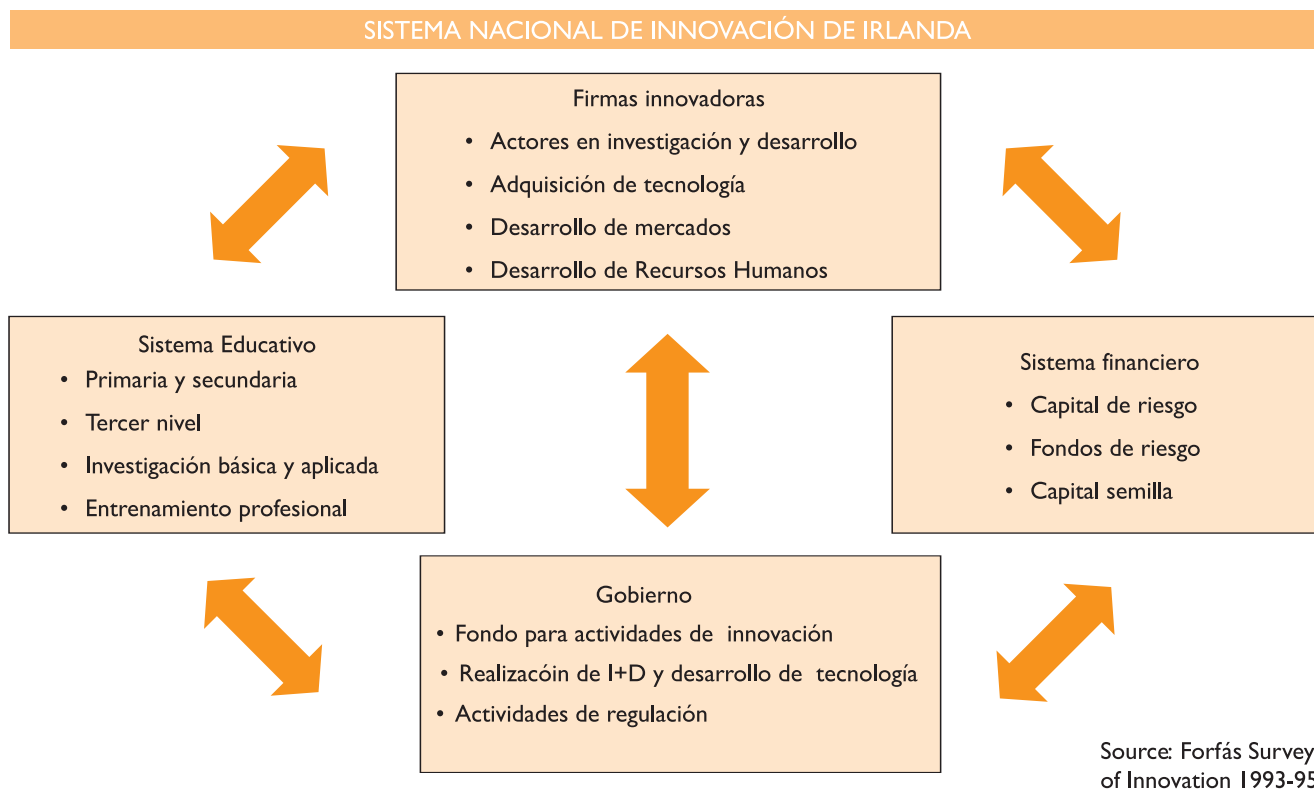 SISTEMA NACIONAL DE INNOVACIÓN DE IRLANDA
Firmas innovadoras
• Actores en investigación y desarrollo
• Adquisición de tecnología
• Desarrollo de mercados
• Desarrollo de Recursos Humanos
Sistema Educativo
• Primaria y secundaria
• Tercer nivel
• Investigación básica y aplicada
• Entrenamiento profesional
Sistema financiero
• Capital de riesgo
• Fondos de riesgo
• Capital semilla
Gobierno
• Fondo para actividades de innovación
• Realizacóin de I+D y desarrollo de tecnología
• Actividades de regulación
Source: Forfás Survey
of Innovation 1993-95